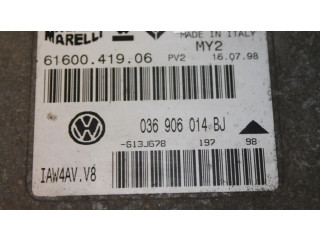 MARELLI
MADE IN ITALY
MY2
61600.419.06 PV2 16.07.98
036 906 014 BJ
-G13JG78 197 98
IAW4AV.V8